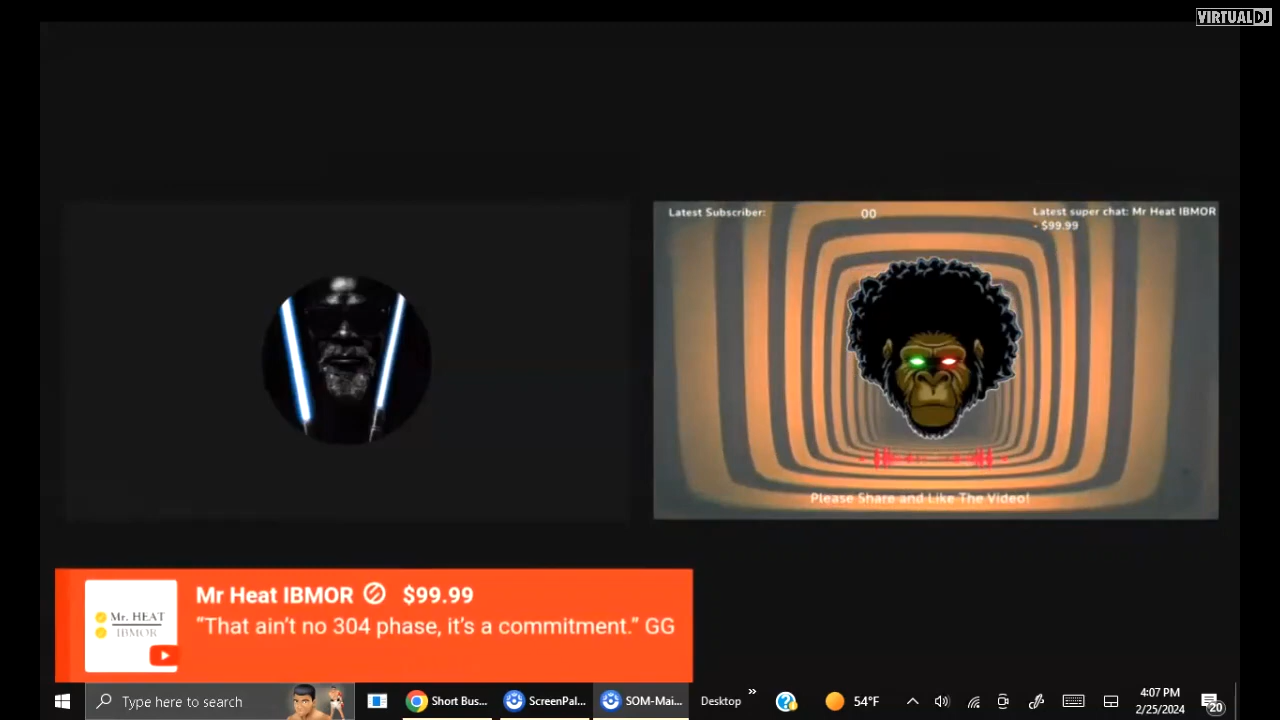 VIRTUALDJ
Latest Subscriber:
00
Latest super chat: Mr Heat IBMOR
- $99.99
Please Share and Like The Video!
Mr Heat IBMOR $99.99
“That ain’t no 304 phase, it’s a commitment.” GG
Mr. HEAT
IBMOR
Type here to search
Short Bus...
ScreenPal...
SOM-Mai...
Desktop
»
54°F
4:07 PM
2/25/2024
20